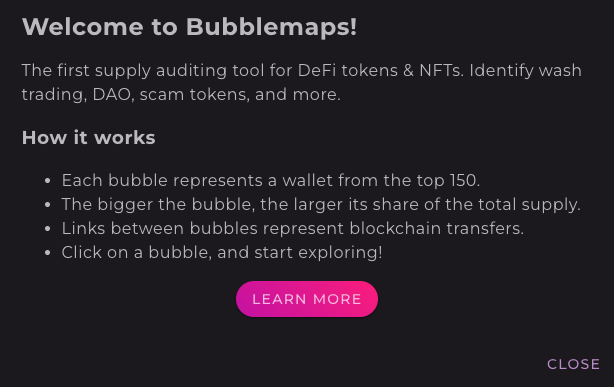 Welcome to Bubblemaps!
The first supply auditing tool for DeFi tokens & NFTs. Identify wash
trading, DAO, scam tokens, and more.
How it works
• Each bubble represents a wallet from the top 150.
• The bigger the bubble, the larger its share of the total supply.
• Links between bubbles represent blockchain transfers.
• Click on a bubble, and start exploring!
LEARN MORE
CLOSE